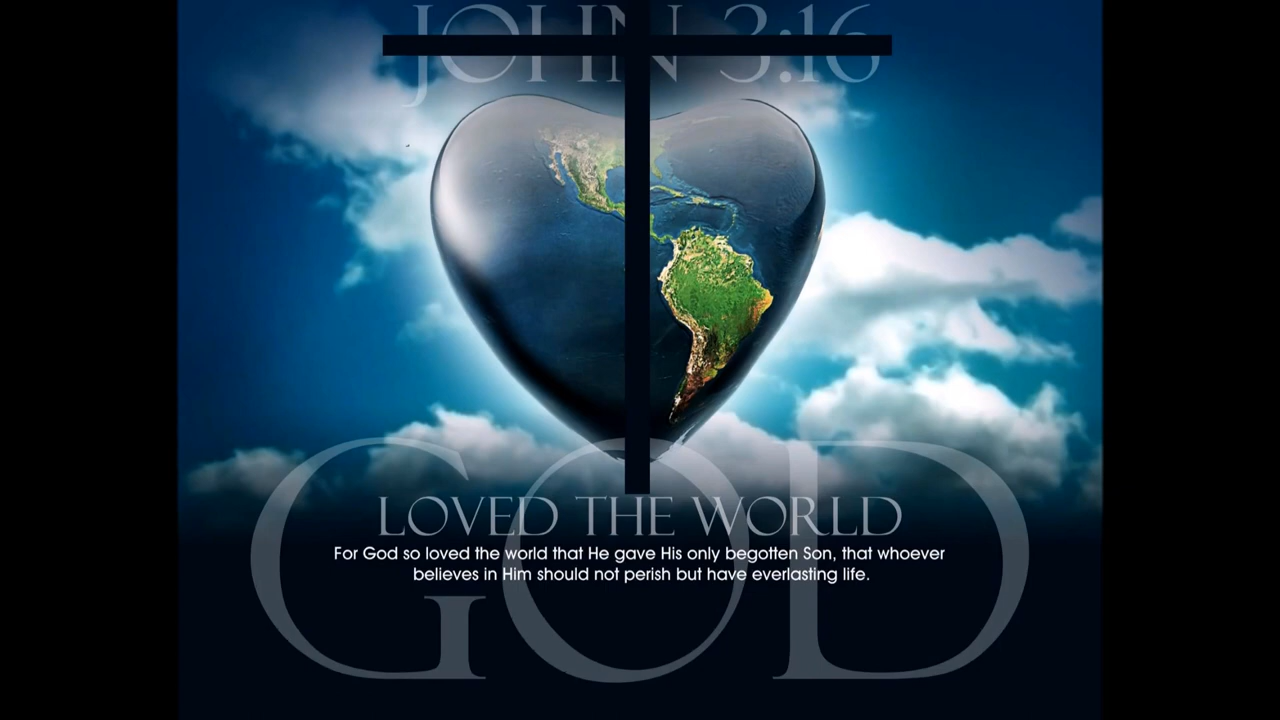 JOHN 3:16
GOD
LOVED THE WORLD
For God so loved the world that He gave His only begotten Son, that whoever
believes in Him should not perish but have everlasting life.